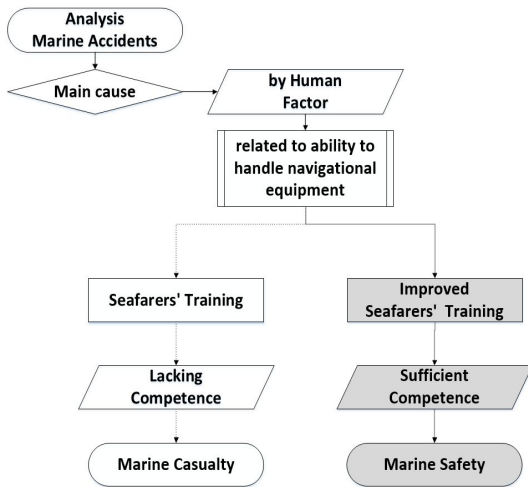 Analysis
Marine Accidents
Main cause
by Human
Factor
related to ability to
handle navigational
equipment
Seafarers' Training
Improved
Seafarers' Training
Lacking
Competence
Sufficient
Competence
Marine Casualty
Marine Safety